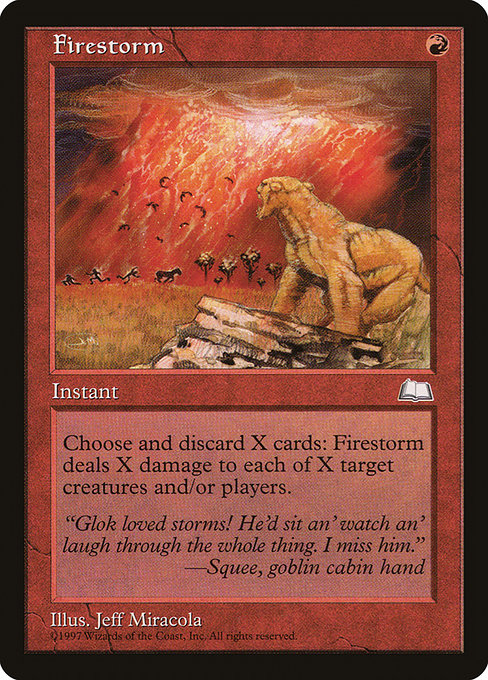 Firestorm
Instant
Choose and discard X cards: Firestorm
deals X damage to each of X target
creatures and/or players.
“Glok loved storms! He’d sit an’ watch an’
laugh through the whole thing. I miss him.”
—Squee, goblin cabin hand
Illus. Jeff Miracola
©1997 Wizards of the Coast, Inc. All rights reserved.